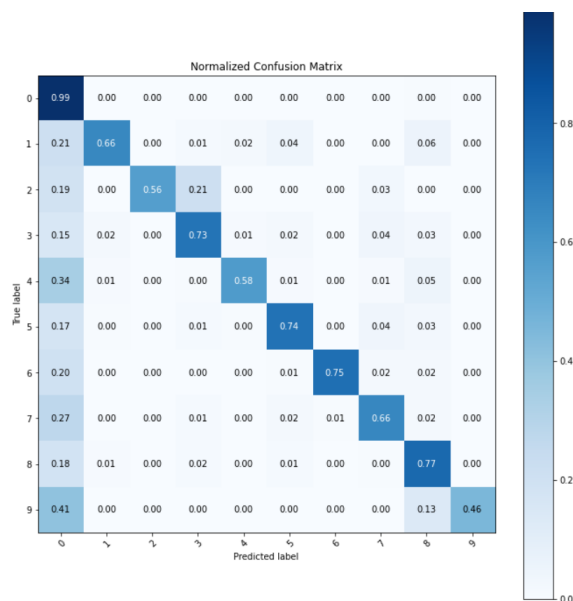 Normalized Confusion Matrix
True label
0 0.99 0.00 0.00 0.00 0.00 0.00 0.00 0.00 0.00 0.00
1 0.21 0.66 0.00 0.01 0.02 0.04 0.00 0.00 0.06 0.00
2 0.19 0.00 0.56 0.21 0.00 0.00 0.00 0.03 0.00 0.00
3 0.15 0.02 0.00 0.73 0.01 0.02 0.00 0.04 0.03 0.00
4 0.34 0.01 0.00 0.00 0.58 0.01 0.00 0.01 0.05 0.00
5 0.17 0.00 0.00 0.01 0.00 0.74 0.00 0.04 0.03 0.00
6 0.20 0.00 0.00 0.00 0.00 0.01 0.75 0.02 0.02 0.00
7 0.27 0.00 0.00 0.01 0.00 0.02 0.01 0.66 0.02 0.00
8 0.18 0.01 0.00 0.02 0.00 0.01 0.00 0.00 0.77 0.00
9 0.41 0.00 0.00 0.00 0.00 0.00 0.00 0.00 0.13 0.46
0 1 2 3 4 5 6 7 8 9
Predicted label
0.8
0.6
0.4
0.2
0.0